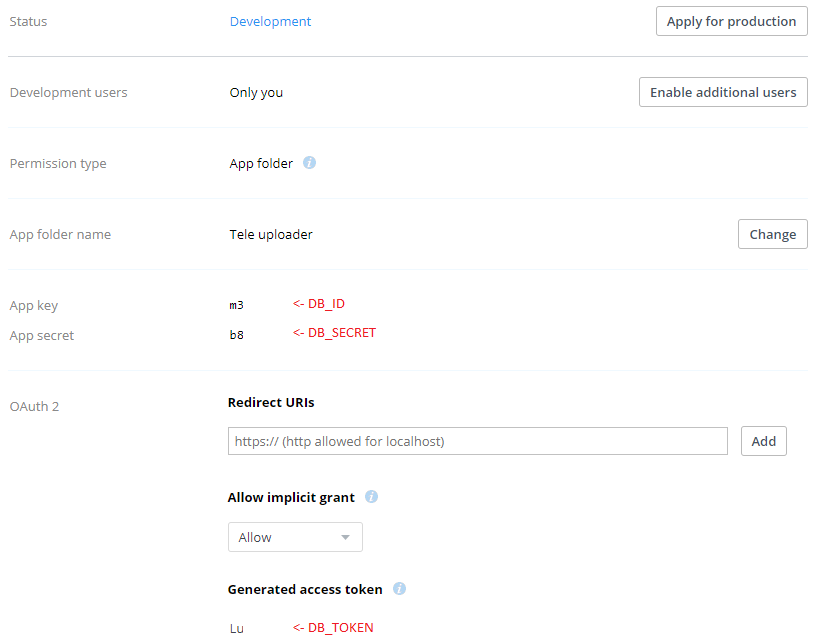 Status Development Apply for production
Development users Only you Enable additional users
Permission type App folder i
App folder name Tele uploader Change
App key m3 <- DB_ID
App secret b8 <- DB_SECRET
OAuth 2 Redirect URIs
https:// (http allowed for localhost) Add
Allow implicit grant i
Allow
Generated access token i
Lu <- DB_TOKEN